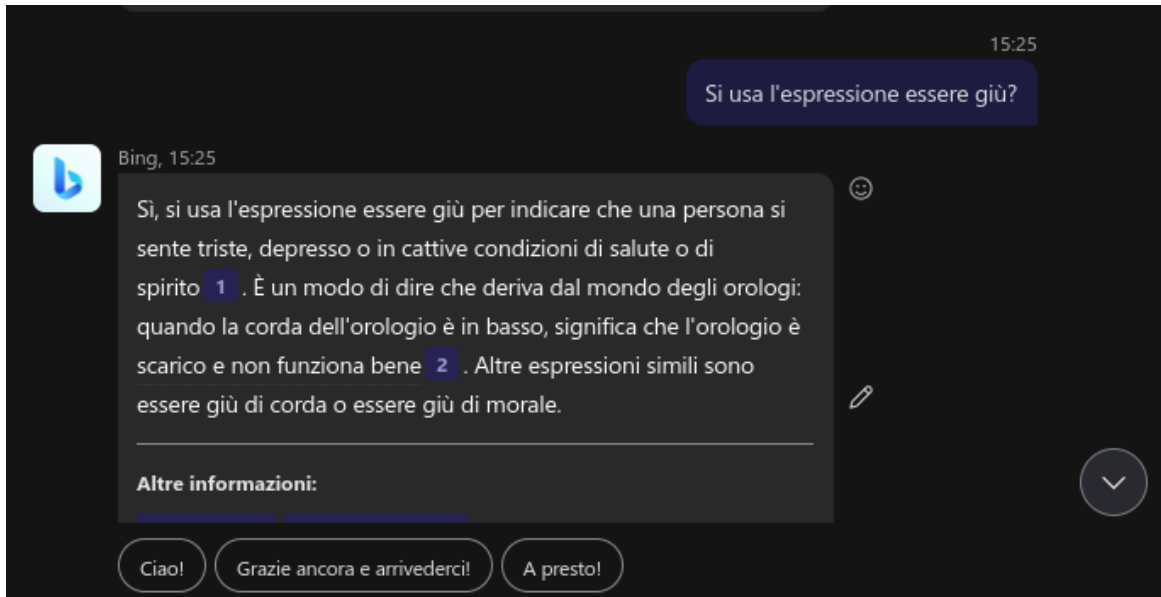 15:25
Si usa l'espressione essere giù?
Bing, 15:25
Sì, si usa l'espressione essere giù per indicare che una persona si
sente triste, depresso o in cattive condizioni di salute o di
spirito 1 . È un modo di dire che deriva dal mondo degli orologi:
quando la corda dell'orologio è in basso, significa che l'orologio è
scarico e non funziona bene 2 . Altre espressioni simili sono
essere giù di corda o essere giù di morale.
Altre informazioni:
Ciao!
Grazie ancora e arrivederci!
A presto!